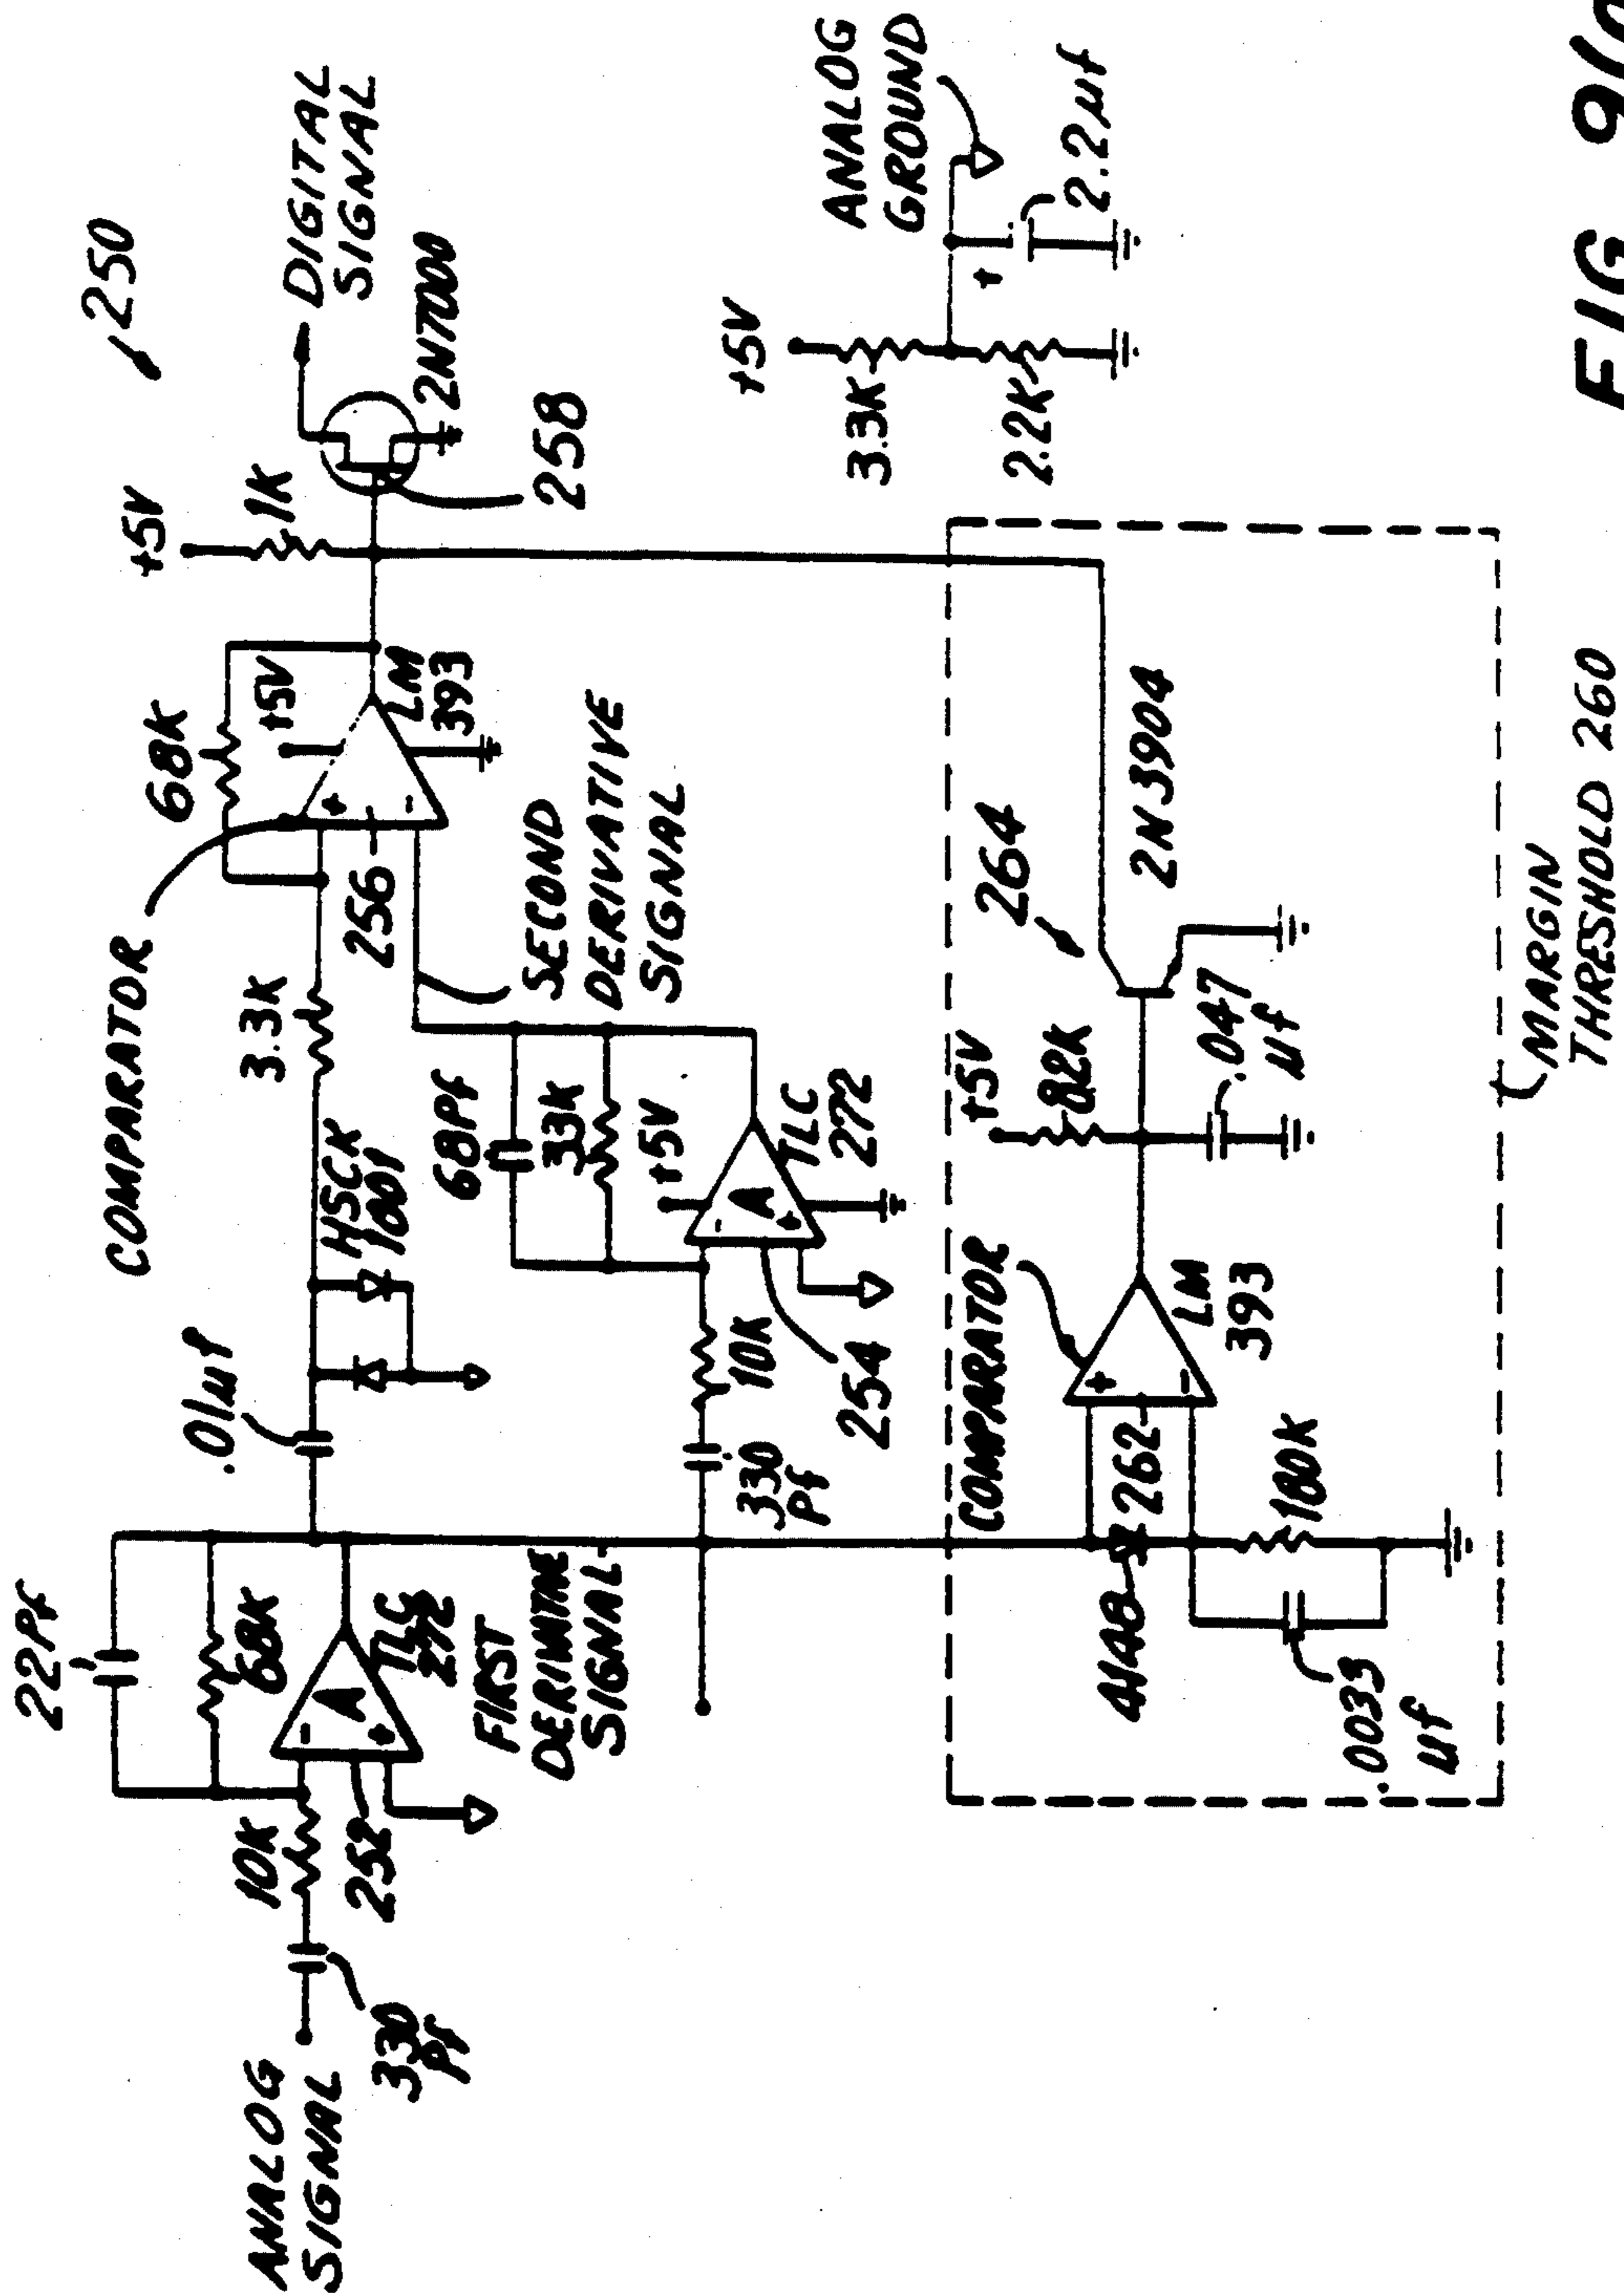 250
22Pf
68K
ANALOG
SIGNAL
330
Pf
10K
252
A
-
+
TLC
272
FIRST
SIGNAL
.01µf
HSCK
1001
3.3K
COMPARATOR
68K
+5V
+
-
256
LM
393
+5V
1K
DIGITAL
SIGNAL
2N7000
258
330
Pf
10K
254
68Pf
33K
+5V
A
-
+
TLC
272
SECOND
DERIVATIVE
SIGNAL
COMPARATOR
+
-
262
LM
393
4148
180K
.0033
µf
+5V
82K
.047
µf
264
2N3904
MARGIN
THRESHOLD 260
+5V
3.3K
2.2K
+
2.2µf
ANALOG
GROUND
FIG